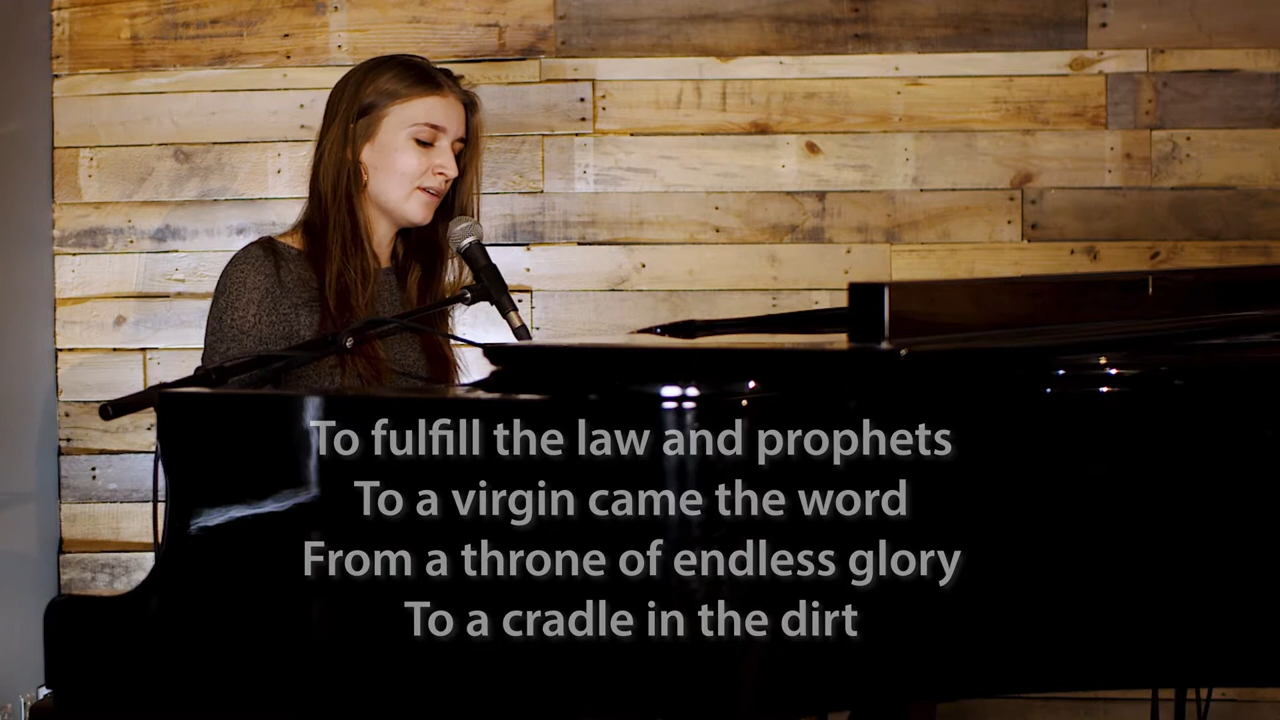 To fulfill the law and prophets
To a virgin came the word
From a throne of endless glory
To a cradle in the dirt